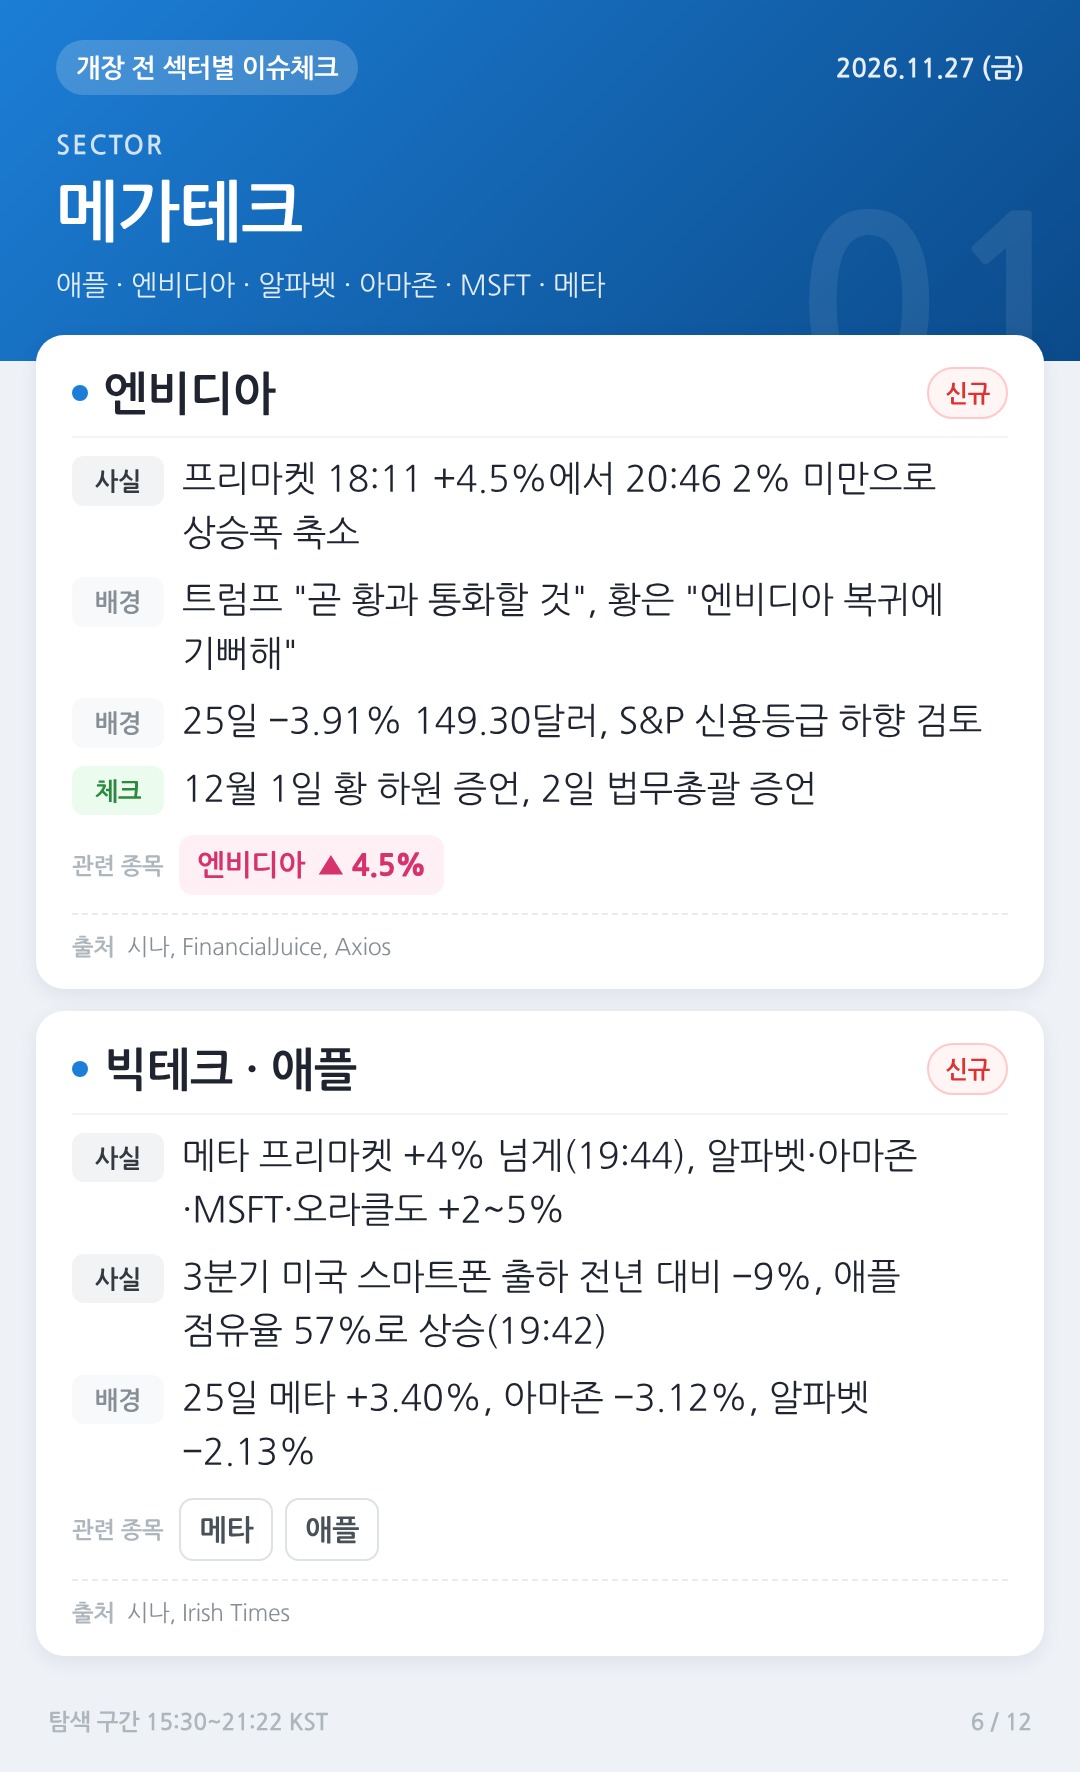 개장 전 섹터별 이슈체크
2026.11.27 (금)
SECTOR
메가테크
01
애플 · 엔비디아 · 알파벳 · 아마존 · MSFT · 메타
엔비디아
신규
사실 프리마켓 18:11 +4.5%에서 20:46 2% 미만으로
상승폭 축소
배경 트럼프 "곧 황과 통화할 것", 황은 "엔비디아 복귀에
기뻐해"
배경 25일 −3.91% 149.30달러, S&P 신용등급 하향 검토
체크 12월 1일 황 하원 증언, 2일 법무총괄 증언
관련 종목 엔비디아 ▲ 4.5%
출처 시나, FinancialJuice, Axios
빅테크 · 애플
신규
사실 메타 프리마켓 +4% 넘게(19:44), 알파벳·아마존
·MSFT·오라클도 +2~5%
사실 3분기 미국 스마트폰 출하 전년 대비 −9%, 애플
점유율 57%로 상승(19:42)
배경 25일 메타 +3.40%, 아마존 −3.12%, 알파벳
−2.13%
관련 종목 메타 애플
출처 시나, Irish Times
탐색 구간 15:30~21:22 KST
6 / 12